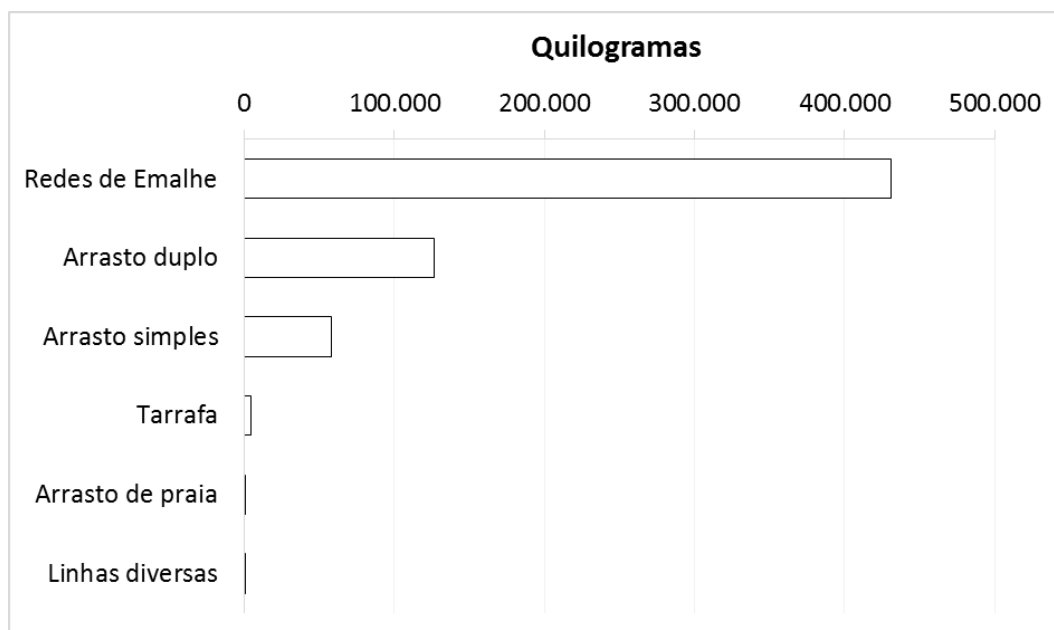 Quilogramas
0 100.000 200.000 300.000 400.000 500.000
Redes de Emalhe
Arrasto duplo
Arrasto simples
Tarrafa
Arrasto de praia
Linhas diversas